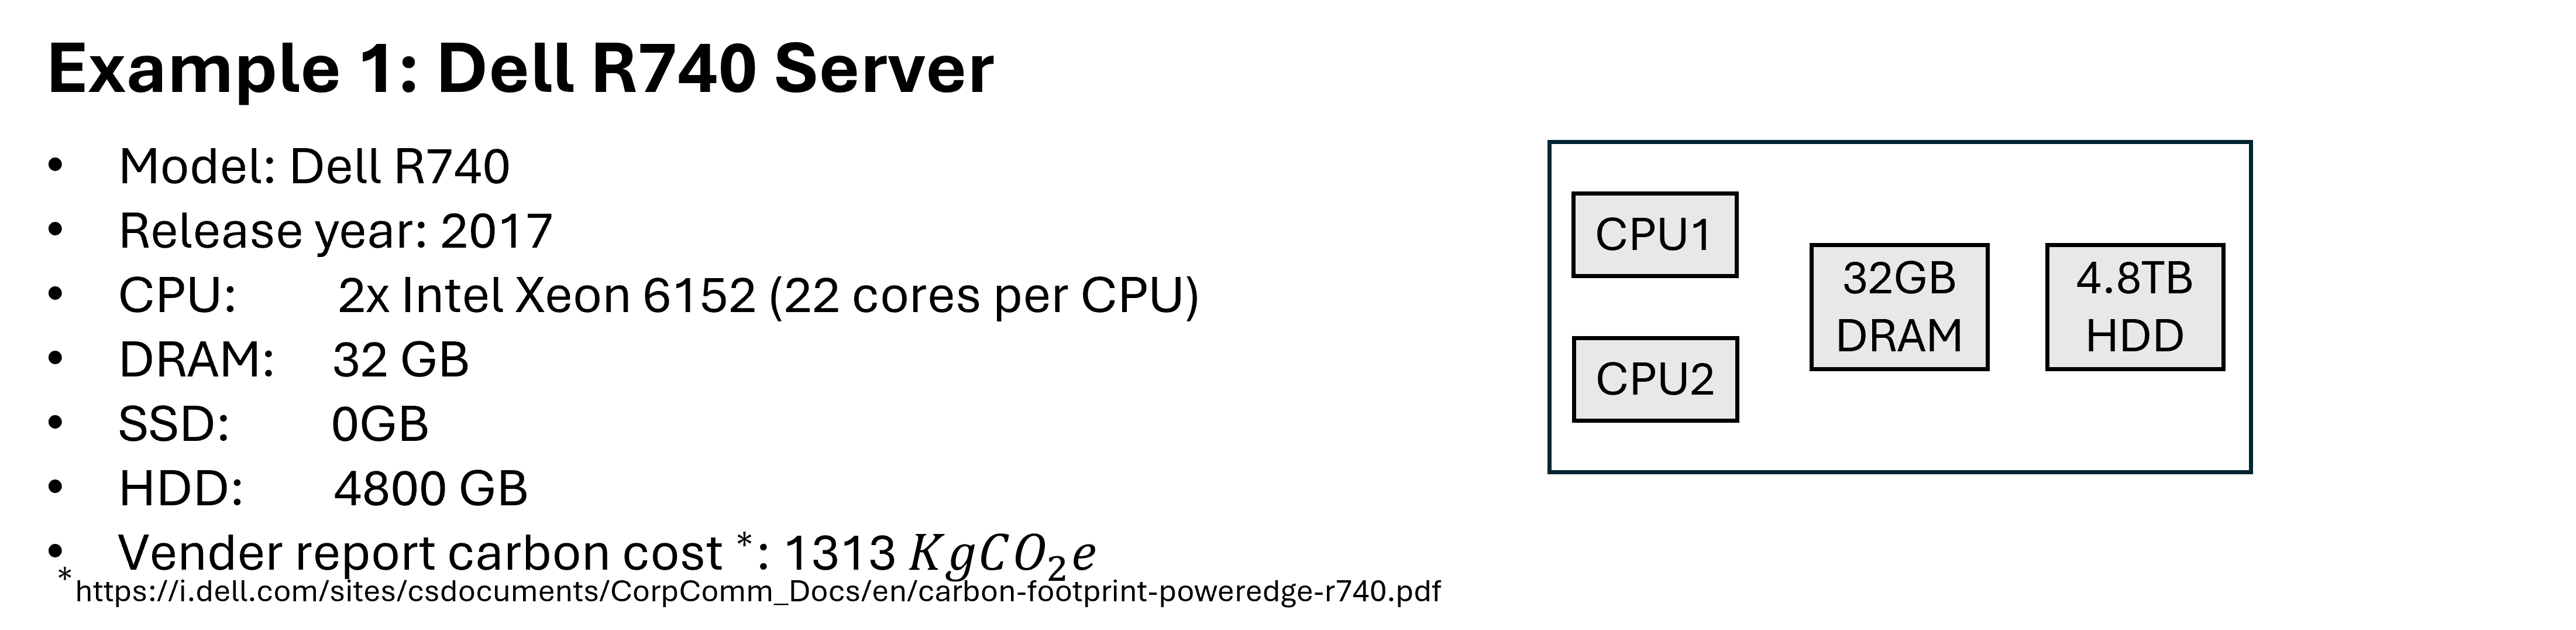 Example 1: Dell R740 Server
• Model: Dell R740
• Release year: 2017
• CPU: 2x Intel Xeon 6152 (22 cores per CPU)
• DRAM: 32 GB
• SSD: 0GB
• HDD: 4800 GB
• Vender report carbon cost *: 1313 KgCO₂e
* https://i.dell.com/sites/csdocuments/CorpComm_Docs/en/carbon-footprint-poweredge-r740.pdf
CPU1
CPU2
32GB
DRAM
4.8TB
HDD